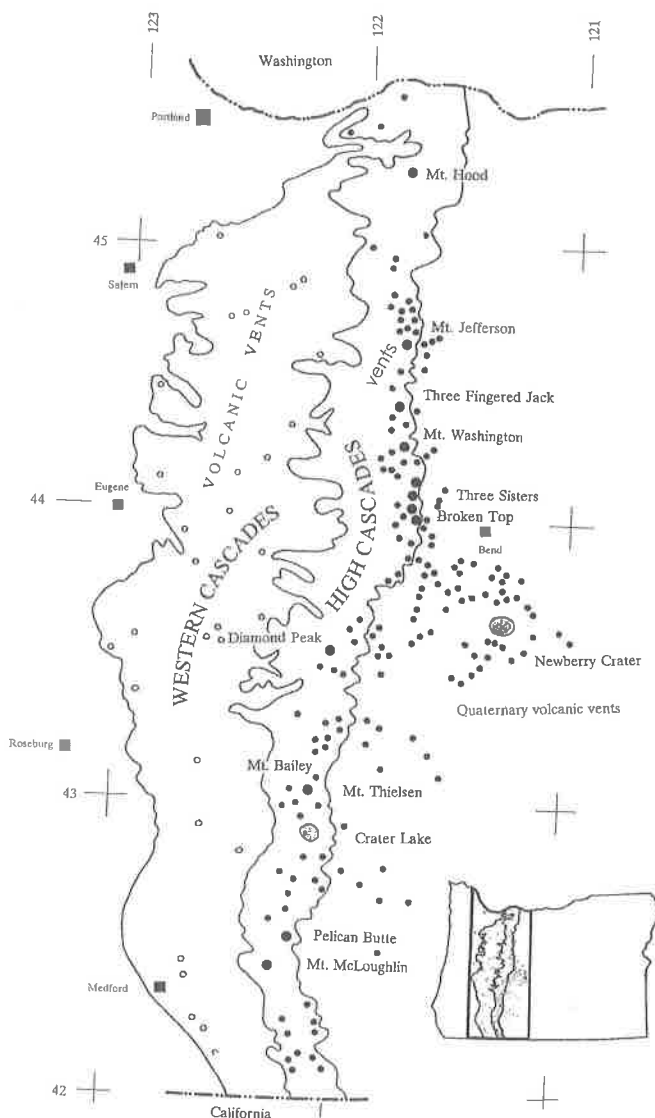 123
122
121
Washington
Portland
Mt. Hood
45
Salem
VOLCANIC VENTS
Mt. Jefferson
vents
Three Fingered Jack
Mt. Washington
44
Eugene
Three Sisters
Broken Top
Bend
WESTERN CASCADES
HIGH CASCADES
Diamond Peak
Newberry Crater
Quaternary volcanic vents
Roseburg
Mt. Bailey
43
Mt. Thielsen
Crater Lake
Pelican Butte
Mt. McLoughlin
Medford
42
California